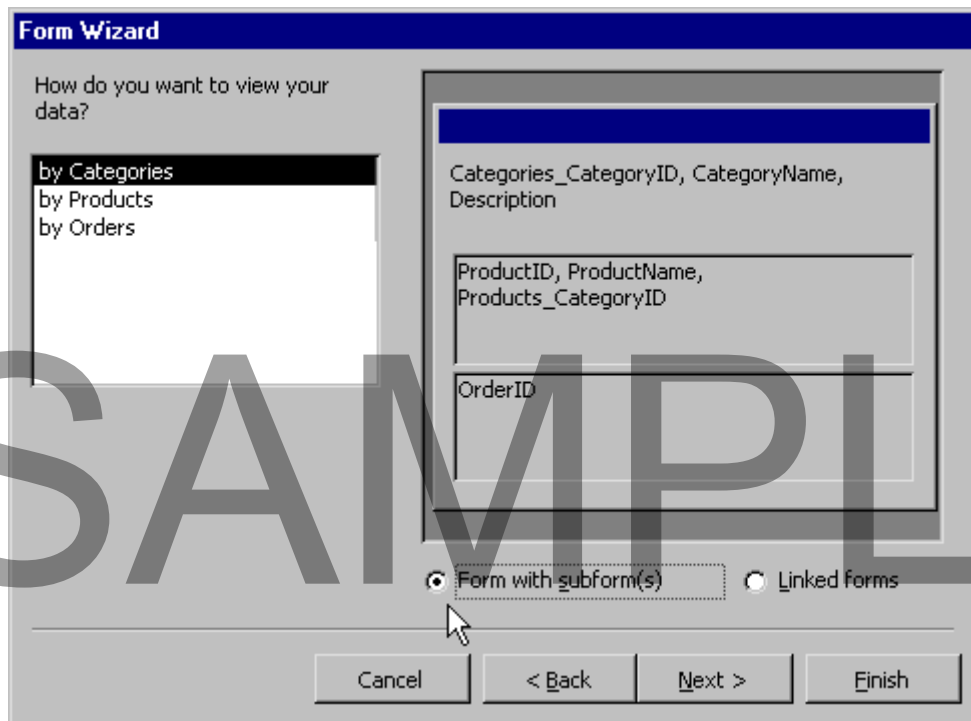 Form Wizard
How do you want to view your
data?
by Categories
by Products
by Orders
Categories_CategoryID, CategoryName,
Description
ProductID, ProductName,
Products_CategoryID
OrderID
SAMPL
Form with subform(s)
Linked forms
Cancel
< Back
Next >
Finish